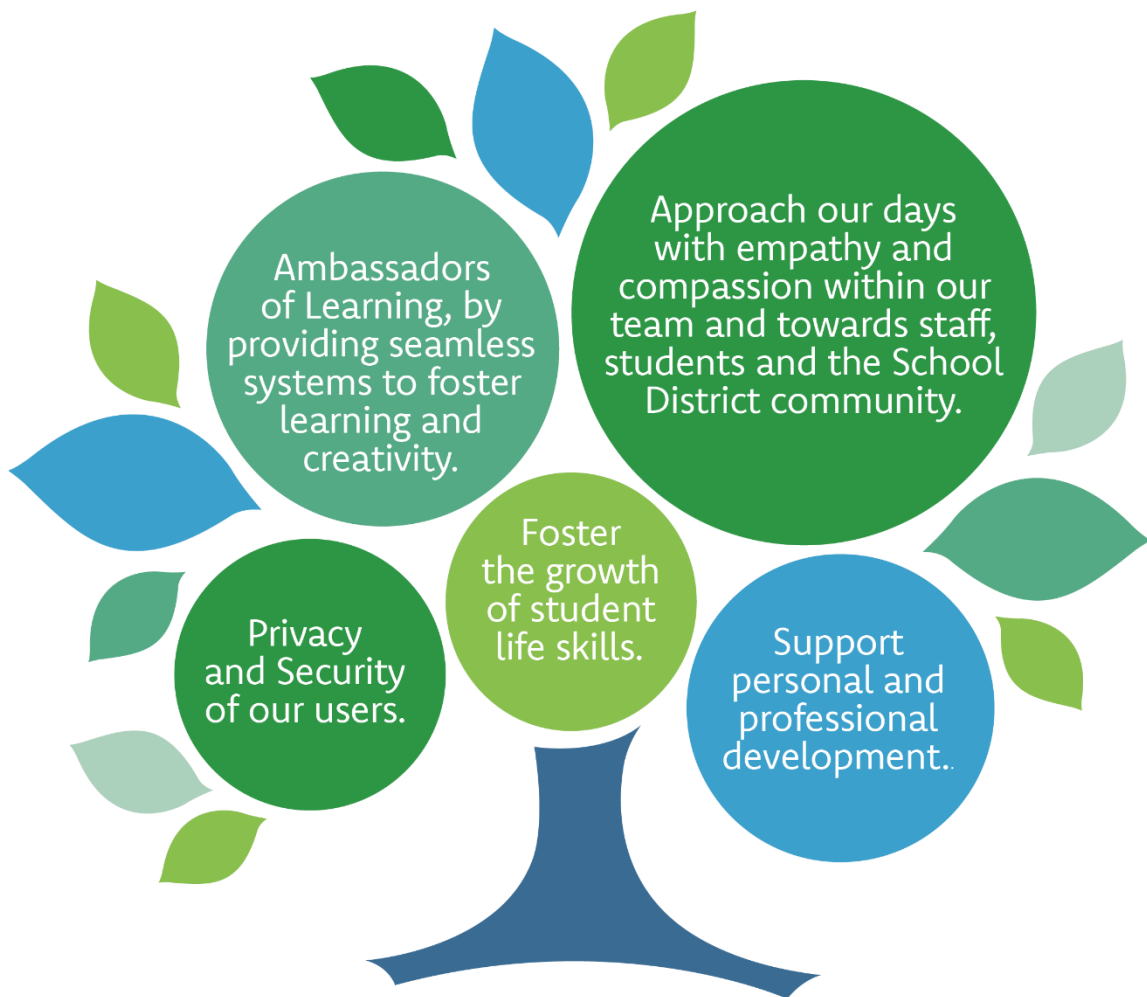 Ambassadors
of Learning, by
providing seamless
systems to foster
learning and
creativity.
Approach our days
with empathy and
compassion within our
team and towards staff,
students and the School
District community.
Foster
the growth
of student
life skills.
Privacy
and Security
of our users.
Support
personal and
professional
development..